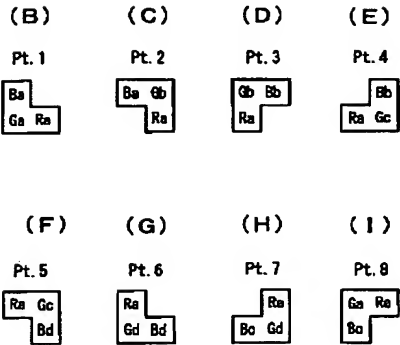 (B) (C) (D) (E)
Pt. 1 Pt. 2 Pt. 3 Pt. 4
Ba Ba Gb Gb Bb Bb
Ga Ra Ra Ra Ra Gc
(F) (G) (H) (I)
Pt. 5 Pt. 6 Pt. 7 Pt. 8
Ra Gc Ra Ra Ga Ra
Bd Gd Bd Bc Gd Bc